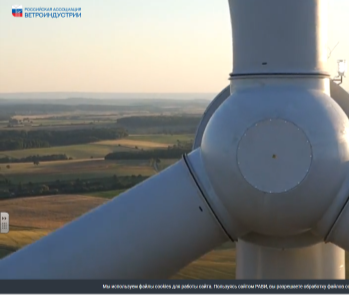 РОССИЙСКАЯ АССОЦИАЦИЯ
ВЕТРОИНДУСТРИИ
Мы используем файлы cookies для работы сайта. Пользуясь сайтом РАВИ, вы разрешаете обработку файлов